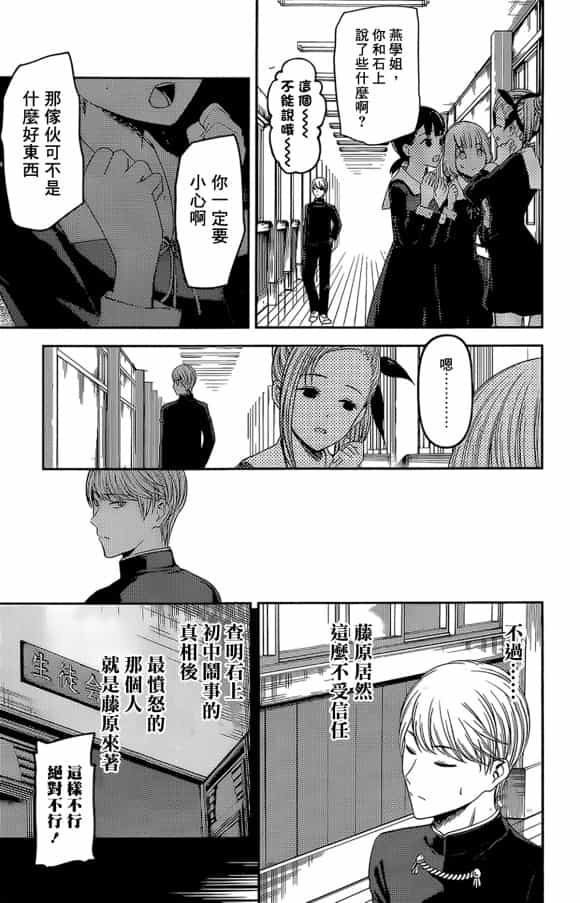 燕學姐，
你和石上
說了些什麼啊？
這個~~
不能說哦~~~
你一定要
小心啊
那傢伙可不是
什麼好東西
嗯………
不過……
藤原居然
這麼不受信任
查明石上
初中鬧事的
真相後
最憤怒的
那個人
就是藤原來著
生徒会
這樣不行
絕對不行！